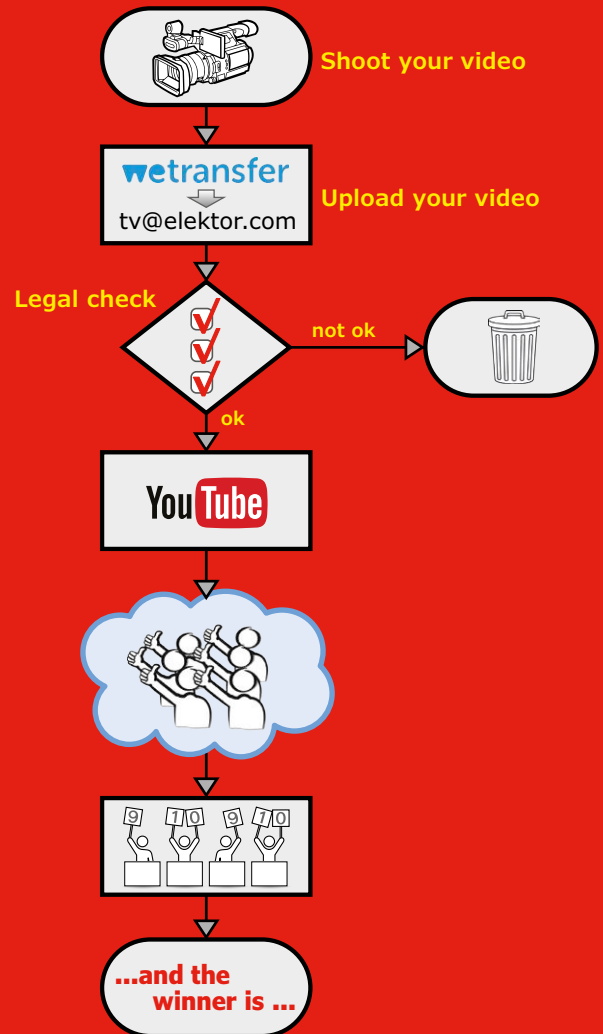 Shoot your video
wetransfer
tv@elektor.com
Upload your video
Legal check
not ok
ok
YouTube
9 10 9 10
...and the
winner is ...